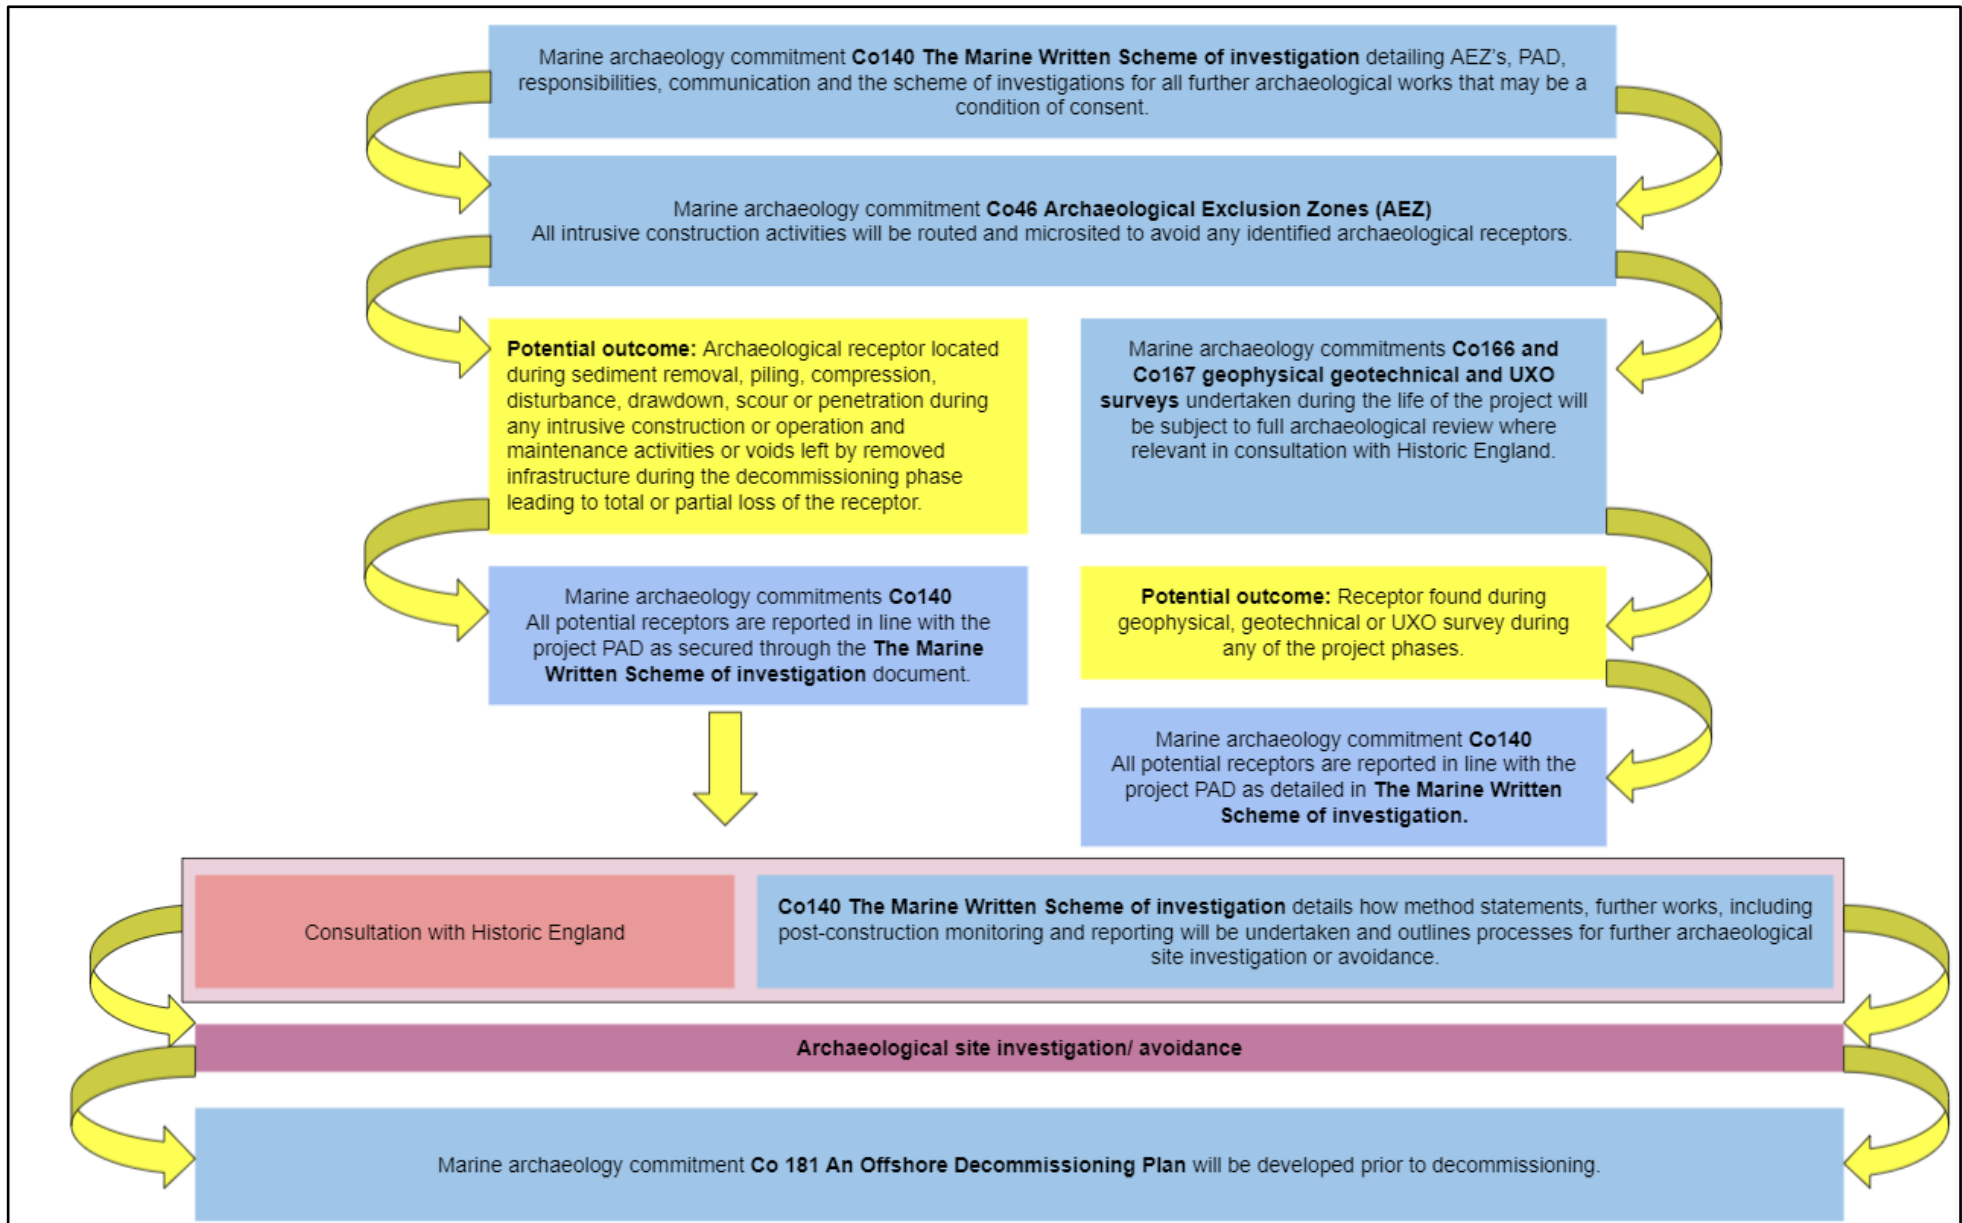 Marine archaeology commitment Co140 The Marine Written Scheme of investigation detailing AEZ's, PAD,
responsibilities, communication and the scheme of investigations for all further archaeological works that may be a
condition of consent.
Marine archaeology commitment Co46 Archaeological Exclusion Zones (AEZ)
All intrusive construction activities will be routed and microsited to avoid any identified archaeological receptors.
Potential outcome: Archaeological receptor located
during sediment removal, piling, compression,
disturbance, drawdown, scour or penetration during
any intrusive construction or operation and
maintenance activities or voids left by removed
infrastructure during the decommissioning phase
leading to total or partial loss of the receptor.
Marine archaeology commitments Co166 and
Co167 geophysical geotechnical and UXO
surveys undertaken during the life of the project will
be subject to full archaeological review where
relevant in consultation with Historic England.
Marine archaeology commitments Co140
All potential receptors are reported in line with the
project PAD as secured through the The Marine
Written Scheme of investigation document.
Potential outcome: Receptor found during
geophysical, geotechnical or UXO survey during
any of the project phases.
Marine archaeology commitment Co140
All potential receptors are reported in line with the
project PAD as detailed in The Marine Written
Scheme of investigation.
Consultation with Historic England
Co140 The Marine Written Scheme of investigation details how method statements, further works, including
post-construction monitoring and reporting will be undertaken and outlines processes for further archaeological
site investigation or avoidance.
Archaeological site investigation/ avoidance
Marine archaeology commitment Co 181 An Offshore Decommissioning Plan will be developed prior to decommissioning.